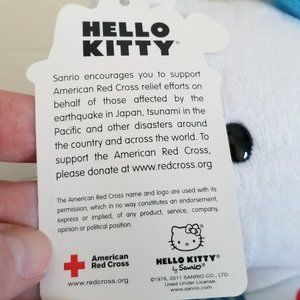 HELLO
KITTY
Sanrio encourages you to support
American Red Cross relief efforts on
behalf of those affected by the
earthquake in Japan, tsunami in the
Pacific and other disasters around
the country and across the world. To
support the American Red Cross,
please donate at www.redcross.org
The American Red Cross name and logo are used with its
permission, which in no way constitutes an endorsement,
express or implied, of any product, service, company,
opinion or political position.
American
Red Cross
www.redcross.org
HELLO KITTY
by Sanrio
©1976, 2011 SANRIO CO., LTD.
www.sanrio.com